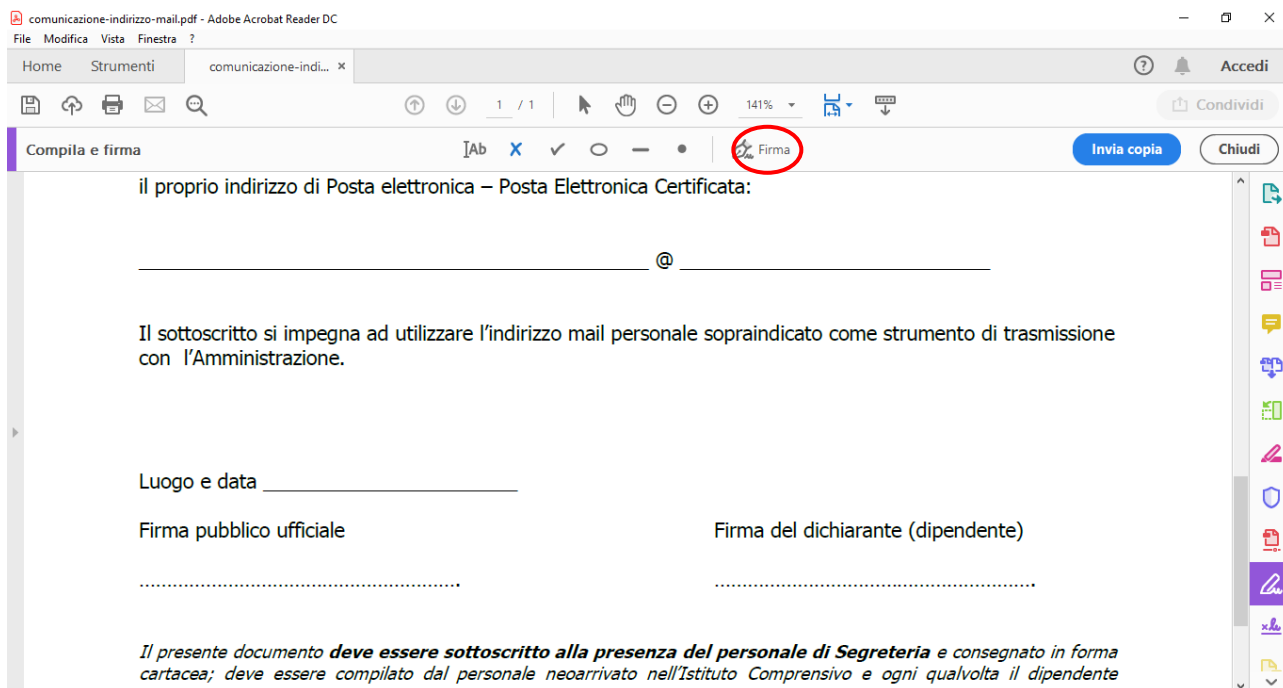 comunicazione-indirizzo-mail.pdf - Adobe Acrobat Reader DC
File Modifica Vista Finestra ?
Home Strumenti comunicazione-indi... × Accedi
1 / 1 141% Condividi
Compila e firma Ab Firma Invia copia Chiudi
il proprio indirizzo di Posta elettronica – Posta Elettronica Certificata:
______________________________ @ ____________________
Il sottoscritto si impegna ad utilizzare l'indirizzo mail personale sopraindicato come strumento di trasmissione
con l'Amministrazione.
Luogo e data ________________
Firma pubblico ufficiale Firma del dichiarante (dipendente)
…………………………………………………. ………………………………………………….
Il presente documento deve essere sottoscritto alla presenza del personale di Segreteria e consegnato in forma
cartacea; deve essere compilato dal personale neoarrivato nell'Istituto Comprensivo e ogni qualvolta il dipendente